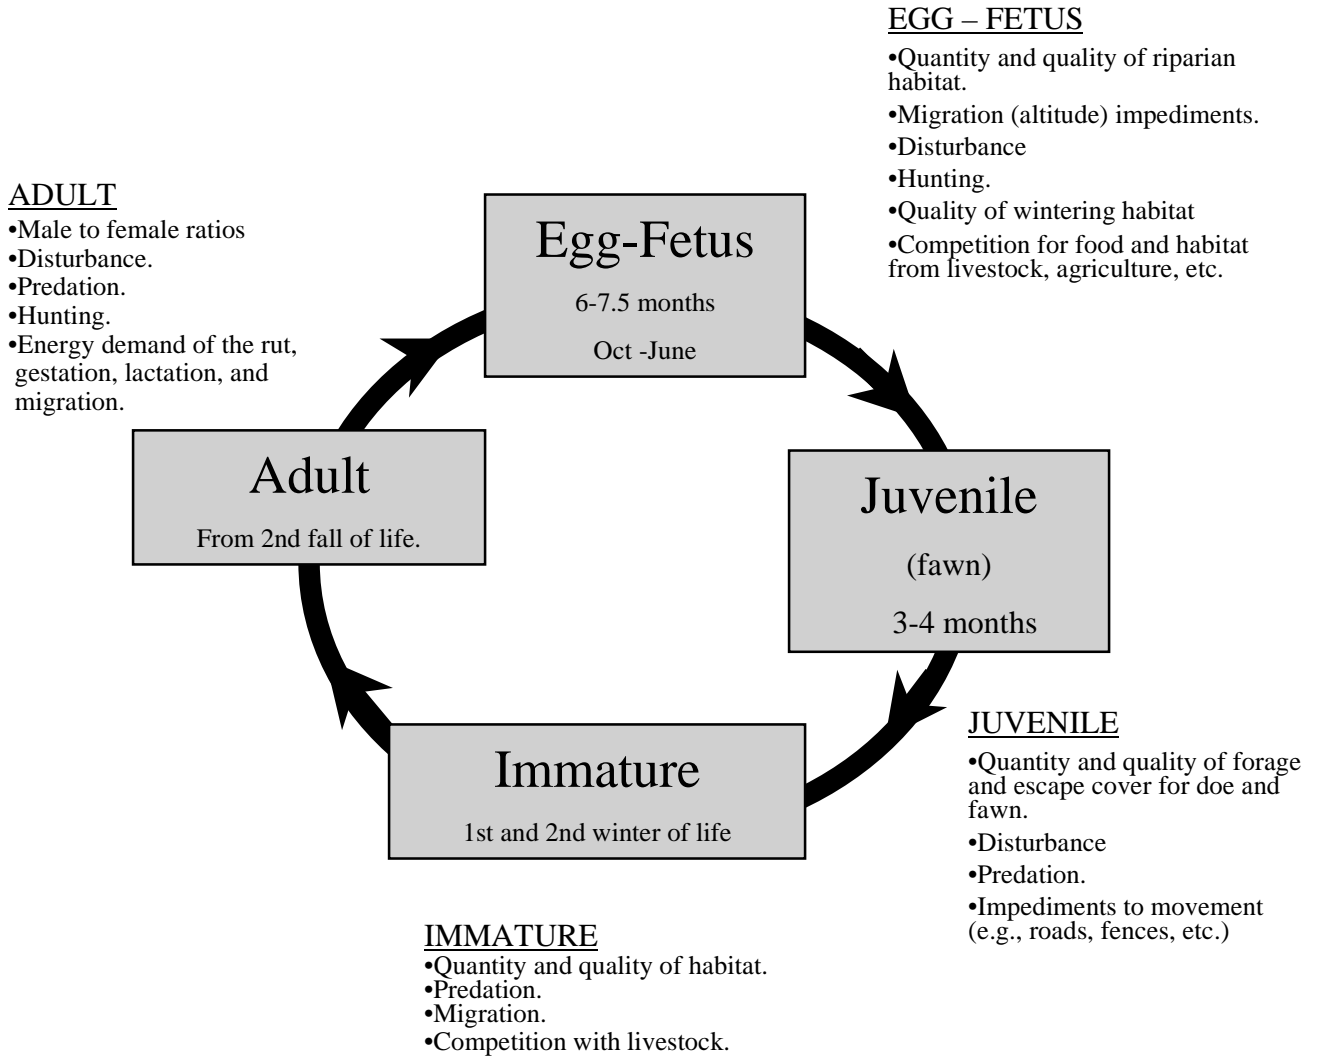 EGG – FETUS
•Quantity and quality of riparian
habitat.
•Migration (altitude) impediments.
•Disturbance
•Hunting.
•Quality of wintering habitat
•Competition for food and habitat
from livestock, agriculture, etc.
ADULT
•Male to female ratios
•Disturbance.
•Predation.
•Hunting.
•Energy demand of the rut,
gestation, lactation, and
migration.
Egg-Fetus
6-7.5 months
Oct -June
Adult
From 2nd fall of life.
Juvenile
(fawn)
3-4 months
Immature
1st and 2nd winter of life
JUVENILE
•Quantity and quality of forage
and escape cover for doe and
fawn.
•Disturbance
•Predation.
•Impediments to movement
(e.g., roads, fences, etc.)
IMMATURE
•Quantity and quality of habitat.
•Predation.
•Migration.
•Competition with livestock.